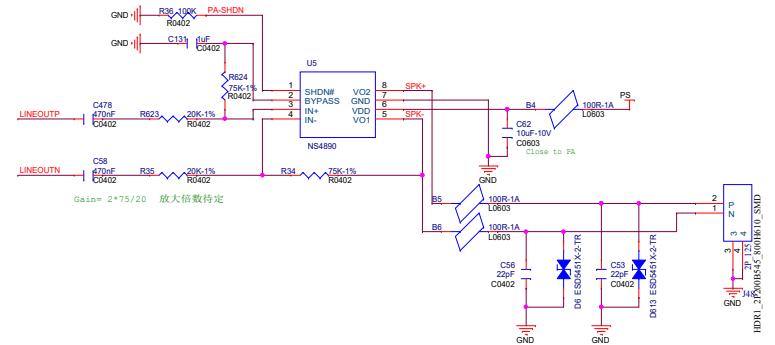 R36 100K PA-SHDN
GND
R0402
C131 1uF
GND
C0402
R624
75K-1%
R0402
U5
1 SHDN# VO2 8 SPK+
2 BYPASS GND 7
3 IN+ VDD 6
4 IN- VO1 5 SPK-
NS4890
C478
LINEOUTP 470nF R623 20K-1%
C0402 R0402
C58
LINEOUTN 470nF R35 20K-1% R34 75K-1%
C0402 R0402 R0402
Gain= 2*75/20 放大倍数待定
B4 100R-1A PS
L0603
C62
10uF-10V
C0603
Close to PA
GND
B5 100R-1A
L0603
B6 100R-1A
L0603
2 P
1 N
3 4
3 4
2P_125
J48
HDR1_2P200B545_800H610_SMD
GND
C56
22pF
C0402
D6 ESD5451X-2-TR
C53
22pF
C0402
D613 ESD5451X-2-TR
GND
GND